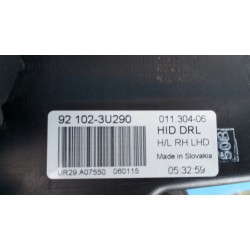 92 102-3U290
011.304-06
HID DRL
H/L RH LHD
Made in Slovakia
UR29 A07550 060115
05:32:59
50B